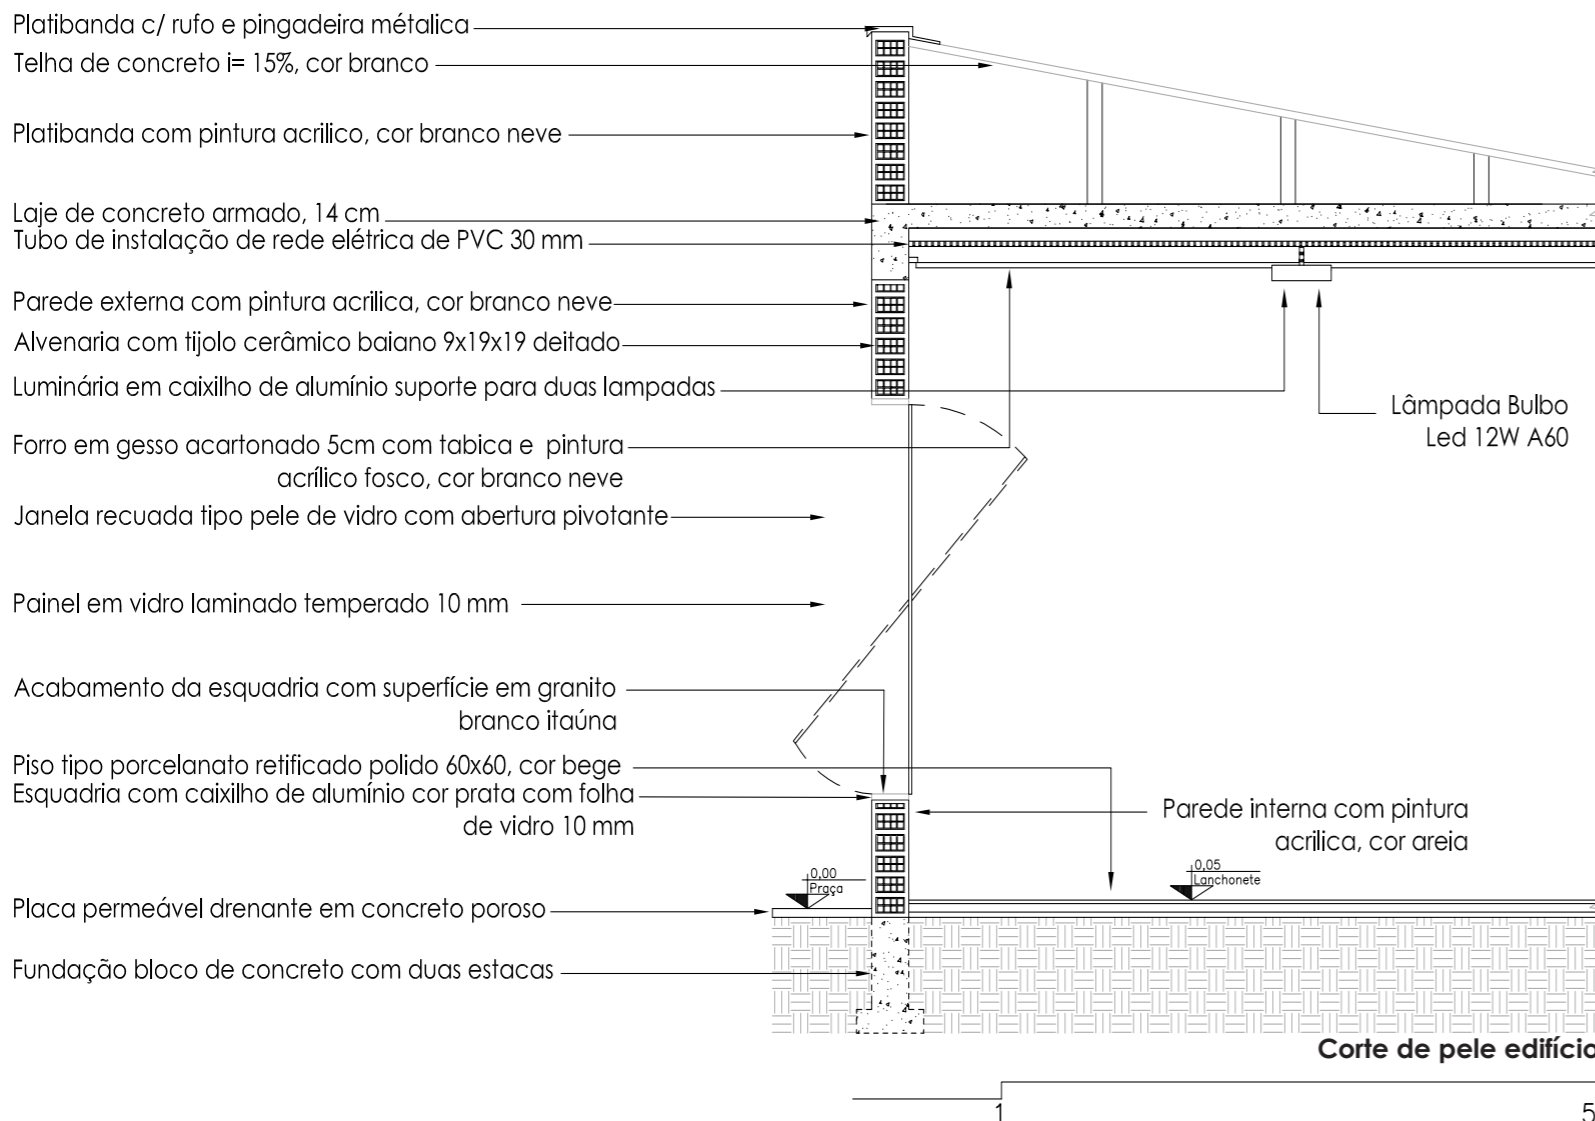 Platibanda c/ rufo e pingadeira métalica
Telha de concreto i= 15%, cor branco
Platibanda com pintura acrilico, cor branco neve
Laje de concreto armado, 14 cm
Tubo de instalação de rede elétrica de PVC 30 mm
Parede externa com pintura acrilica, cor branco neve
Alvenaria com tijolo cerâmico baiano 9x19x19 deitado
Luminária em caixilho de alumínio suporte para duas lampadas
Lâmpada Bulbo
Led 12W A60
Forro em gesso acartonado 5cm com tabica e pintura
acrílico fosco, cor branco neve
Janela recuada tipo pele de vidro com abertura pivotante
Painel em vidro laminado temperado 10 mm
Acabamento da esquadria com superfície em granito
branco itaúna
Piso tipo porcelanato retificado polido 60x60, cor bege
Esquadria com caixilho de alumínio cor prata com folha
de vidro 10 mm
Parede interna com pintura
acrilica, cor areia
0,00
Praça
0,05
Lanchonete
Placa permeável drenante em concreto poroso
Fundação bloco de concreto com duas estacas
Corte de pele edifício
1
5